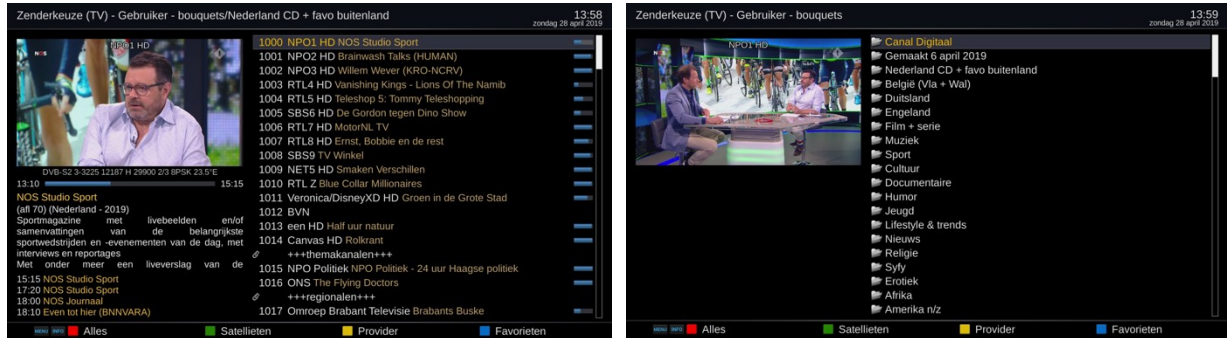 Zenderkeuze (TV) - Gebruiker - bouquets/Nederland CD + favo buitenland
13:58
zondag 28 april 2019
NOS
NPO1 HD
DVB-S2 3-3225 12187 H 29900 2/3 8PSK 23.5°E
13:10 15:15
NOS Studio Sport
(afl 70) (Nederland - 2019)
Sportmagazine met livebeelden en/of
samenvattingen van de belangrijkste
sportwedstrijden en -evenementen van de dag, met
interviews en reportages
Met onder meer een liveverslag van de
15:15 NOS Studio Sport
17:20 NOS Studio Sport
18:00 NOS Journaal
18:10 Even tot hier (BNNVARA)
1000 NPO1 HD NOS Studio Sport
1001 NPO2 HD Brainwash Talks (HUMAN)
1002 NPO3 HD Willem Wever (KRO-NCRV)
1003 RTL4 HD Vanishing Kings - Lions Of The Namib
1004 RTL5 HD Teleshop 5: Tommy Teleshopping
1005 SBS6 HD De Gordon tegen Dino Show
1006 RTL7 HD MotorNL TV
1007 RTL8 HD Ernst, Bobbie en de rest
1008 SBS9 TV Winkel
1009 NET5 HD Smaken Verschillen
1010 RTL Z Blue Collar Millionaires
1011 Veronica/DisneyXD HD Groen in de Grote Stad
1012 BVN
1013 een HD Half uur natuur
1014 Canvas HD Rolkrant
+++themakanalen+++
1015 NPO Politiek NPO Politiek - 24 uur Haagse politiek
1016 ONS The Flying Doctors
+++regionalen+++
1017 Omroep Brabant Televisie Brabants Buske
MENU INFO Alles Satellieten Provider Favorieten
Zenderkeuze (TV) - Gebruiker - bouquets
13:59
zondag 28 april 2019
NOS
NPO1 HD
Canal Digitaal
Gemaakt 6 april 2019
Nederland CD + favo buitenland
België (Vla + Wal)
Duitsland
Engeland
Film + serie
Muziek
Sport
Cultuur
Documentaire
Humor
Jeugd
Lifestyle & trends
Nieuws
Religie
Syfy
Erotiek
Afrika
Amerika n/z
MENU INFO Alles Satellieten Provider Favorieten